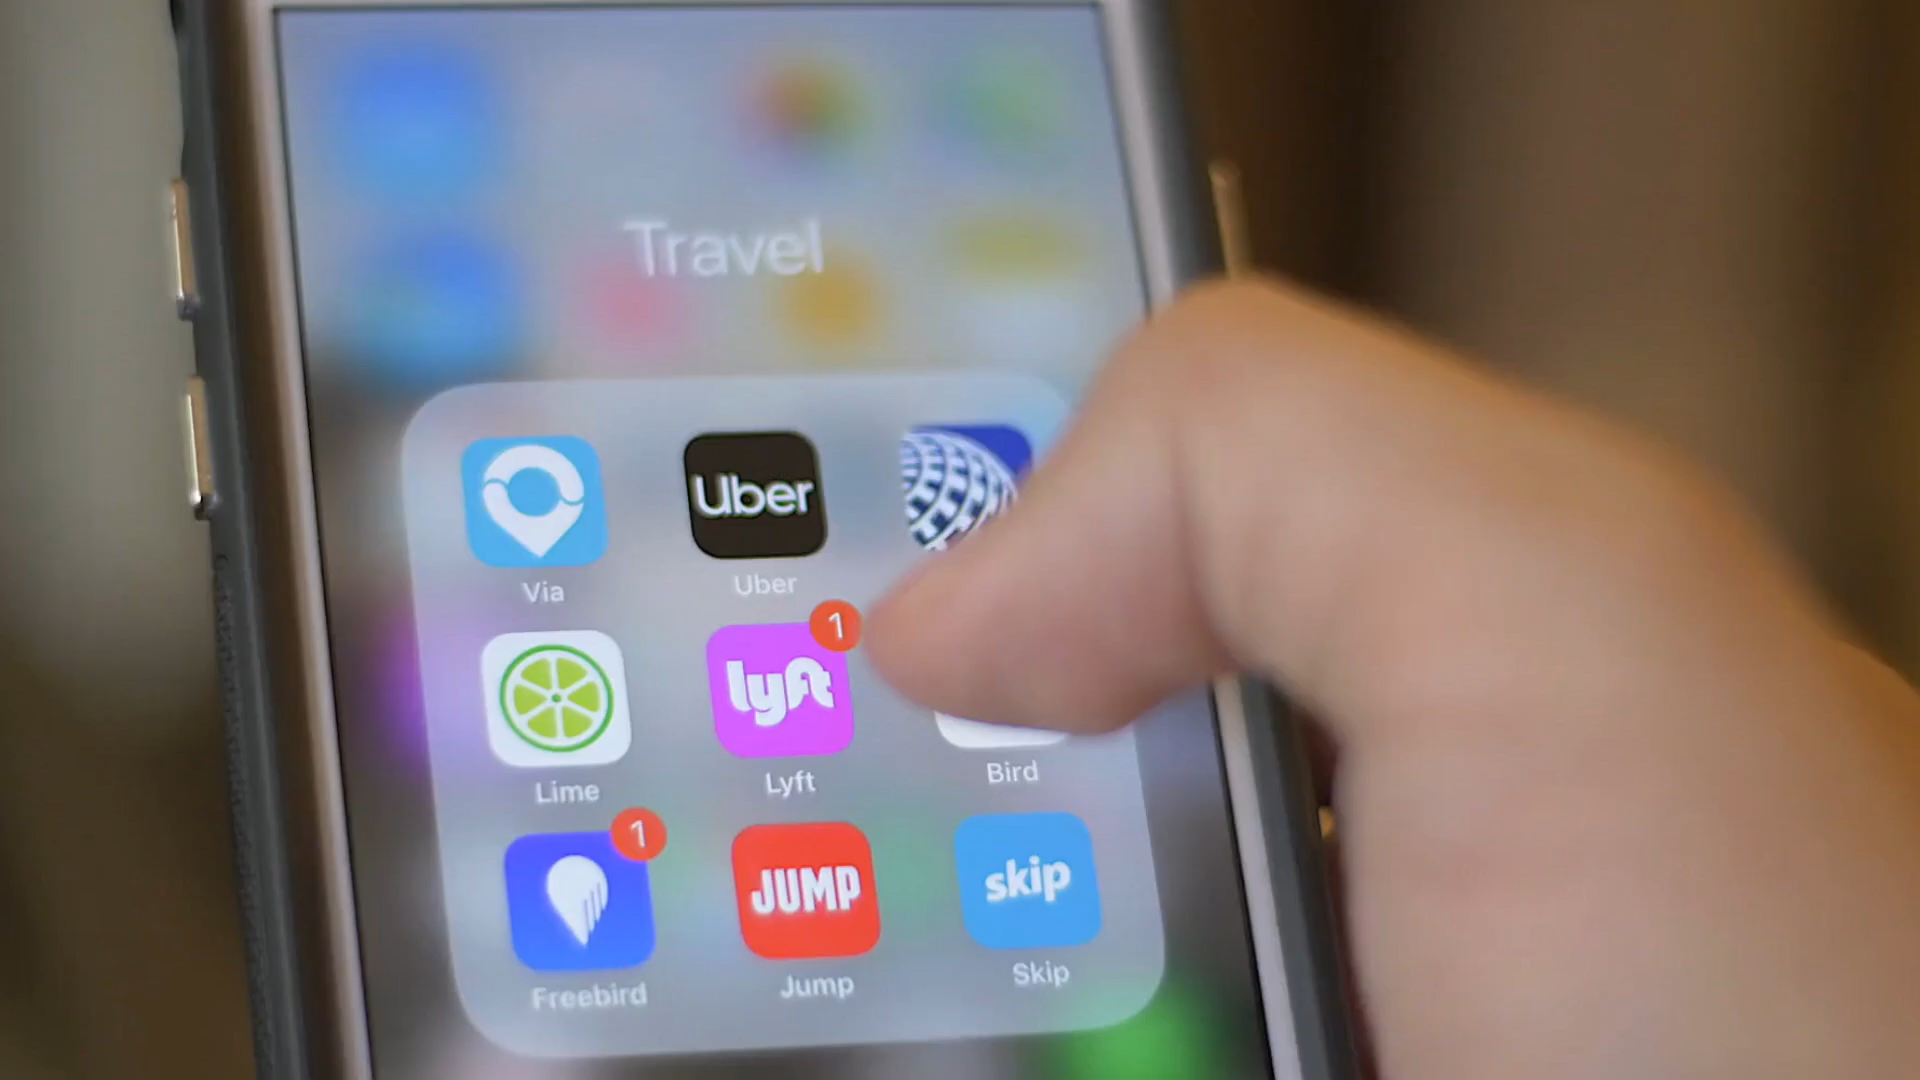 Travel
Uber
Via
Uber
1
lyft
Lime
Lyft
Bird
1
JUMP
skip
Freebird
Jump
Skip